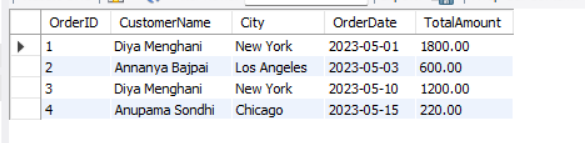 OrderID CustomerName City OrderDate TotalAmount
1 Diya Menghani New York 2023-05-01 1800.00
2 Annanya Bajpai Los Angeles 2023-05-03 600.00
3 Diya Menghani New York 2023-05-10 1200.00
4 Anupama Sondhi Chicago 2023-05-15 220.00